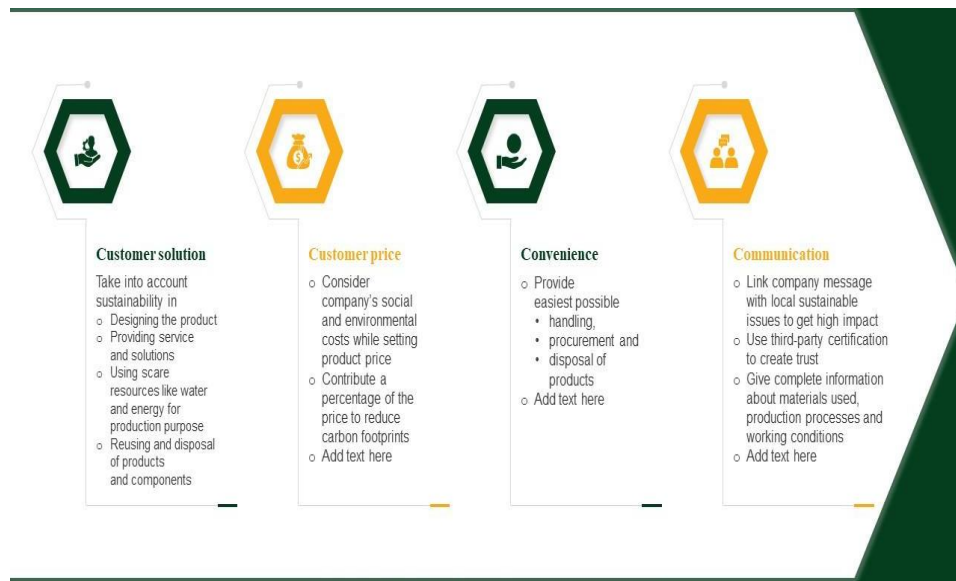 Customer solution
Take into account
sustainability in
o Designing the product
o Providing service
and solutions
o Using scare
resources like water
and energy for
production purpose
o Reusing and disposal
of products
and components
Customer price
o Consider
company's social
and environmental
costs while setting
product price
o Contribute a
percentage of the
price to reduce
carbon footprints
o Add text here
Convenience
o Provide
easiest possible
• handling,
• procurement and
• disposal of
products
o Add text here
Communication
o Link company message
with local sustainable
issues to get high impact
o Use third-party certification
to create trust
o Give complete information
about materials used,
production processes and
working conditions
o Add text here